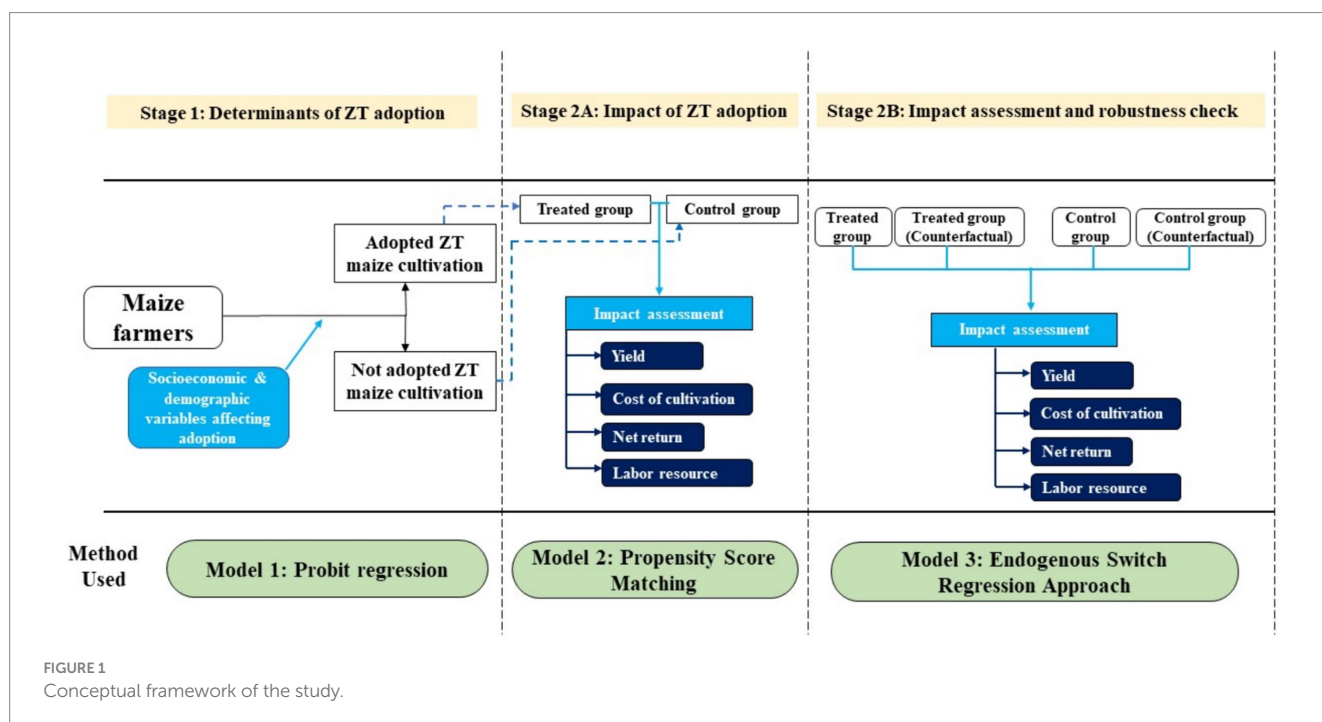 Stage 1: Determinants of ZT adoption
Stage 2A: Impact of ZT adoption
Stage 2B: Impact assessment and robustness check
Maize
farmers
Socioeconomic &
demographic
variables affecting
adoption
Adopted ZT
maize cultivation
Not adopted ZT
maize cultivation
Treated group
Control group
Impact assessment
Yield
Cost of cultivation
Net return
Labor resource
Treated
group
Treated group
(Counterfactual)
Control
group
Control group
(Counterfactual)
Impact assessment
Yield
Cost of cultivation
Net return
Labor resource
Method
Used
Model 1: Probit regression
Model 2: Propensity Score
Matching
Model 3: Endogenous Switch
Regression Approach
FIGURE 1
Conceptual framework of the study.